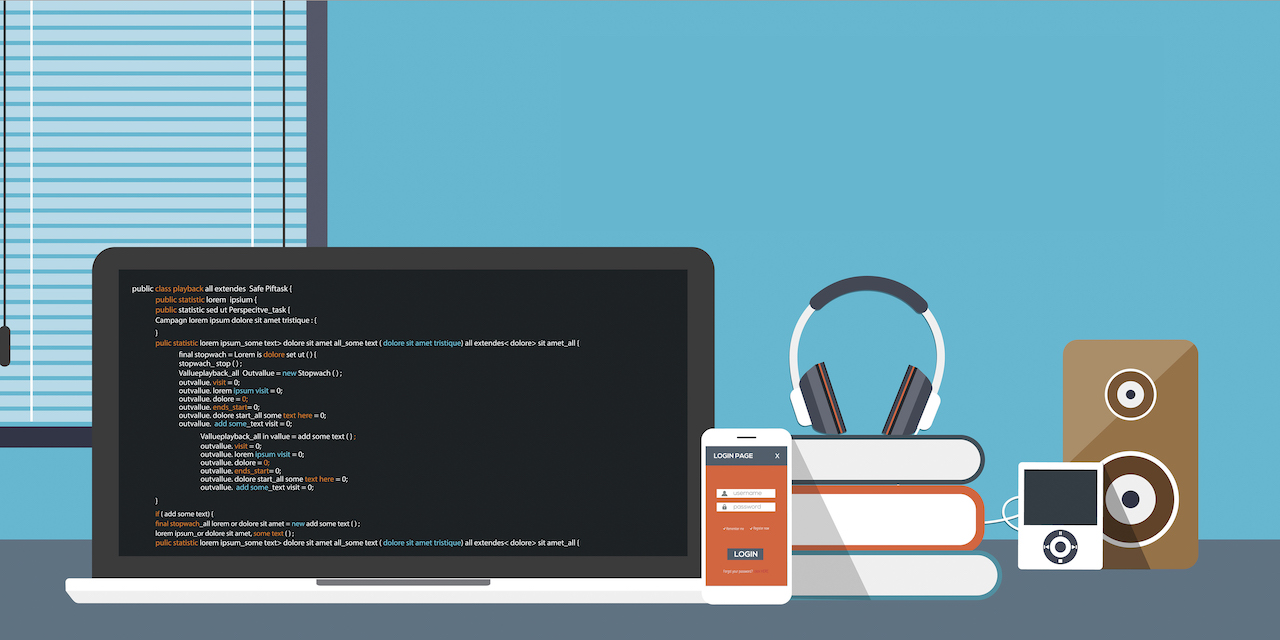 public class playback all extendes Safe Piftask {
public statistic lorem ipsium {
public statistic sed ut Perspecitve_task {
Campagn lorem ipsum dolore sit amet tristique : {
}
pulic statistic lorem ipsum_some text> dolore sit amet all_some text ( dolore sit amet tristique) all extendes< dolore> sit amet_all {
final stopwach = Lorem is dolore set ut ( ) {
stopwach_ stop ( ) ;
Vallueplayback_all Outvallue = new Stopwach ( ) ;
outvallue. visit = 0;
outvallue. lorem ipsum visit = 0;
outvallue. dolore = 0;
outvallue. ends_start= 0;
outvallue. dolore start_all some text here = 0;
outvallue. add some_text visit = 0;
Vallueplayback_all in vallue = add some text ( ) ;
outvallue. visit = 0;
outvallue. lorem ipsum visit = 0;
outvallue. dolore = 0;
outvallue. ends_start= 0;
outvallue. dolore start_all some text here = 0;
outvallue. add some_text visit = 0;
}
If ( add some text) {
final stopwach_all lorem or dolore sit amet = new add some text ( ) ;
lorem ipsum_or dolore sit amet, some text ( ) ;
pulic statistic lorem ipsum_some text> dolore sit amet all_some text ( dolore sit amet tristique) all extendes< dolore> sit amet_all {
LOGIN PAGE X
username
password
LOGIN